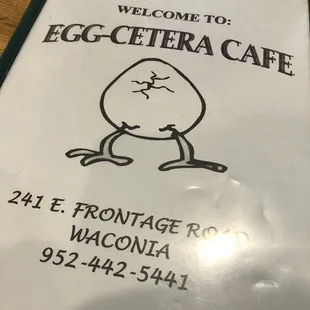 WELCOME TO:
EGG-CETERA CAFE
241 E. FRONTAGE ROAD
WACONIA
952-442-5441